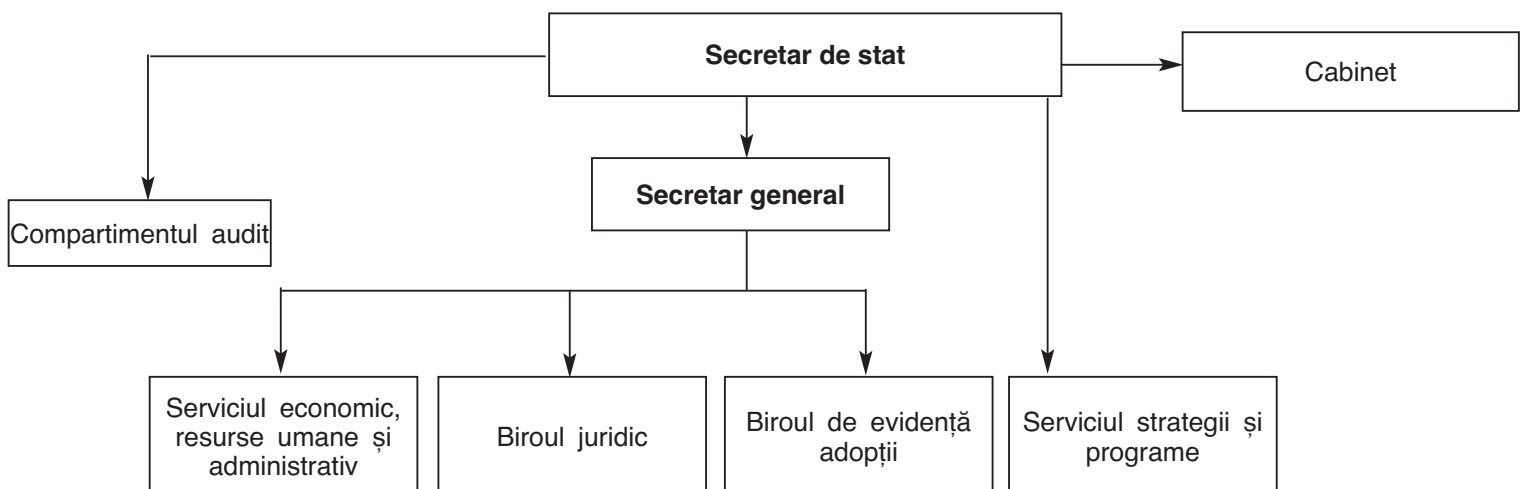 Secretar de stat
Cabinet
Secretar general
Compartimentul audit
Serviciul economic,
resurse umane și
administrativ
Biroul juridic
Biroul de evidență
adopții
Serviciul strategii și
programe